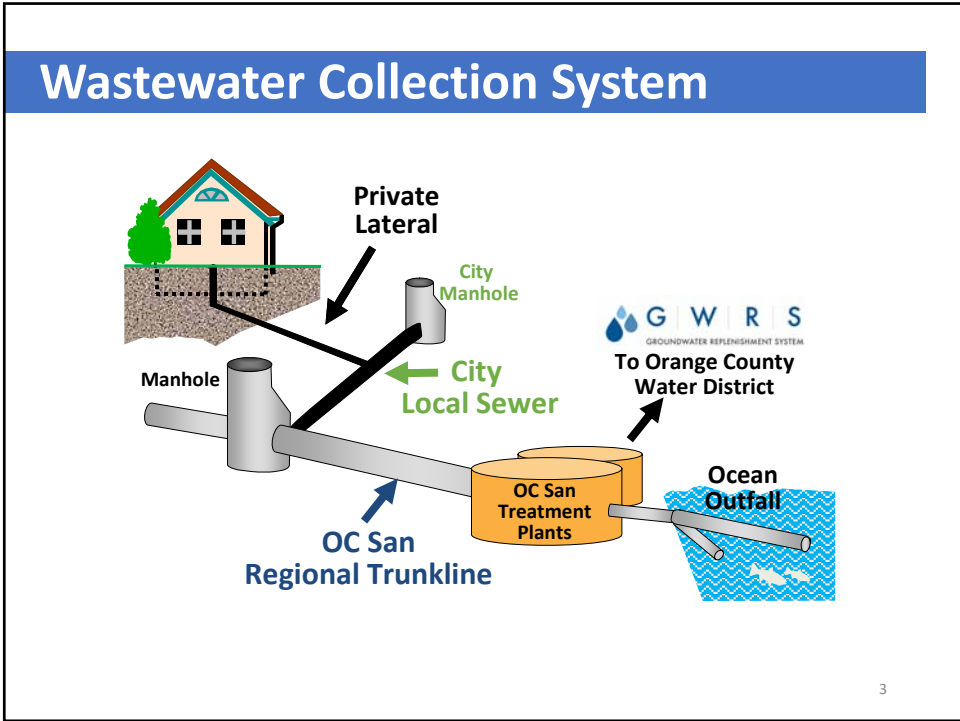 Wastewater Collection System
Private
Lateral
City
Manhole
G | W | R | S
GROUNDWATER REPLENISHMENT SYSTEM
To Orange County
Water District
Manhole
City
Local Sewer
OC San
Treatment
Plants
Ocean
Outfall
OC San
Regional Trunkline
3